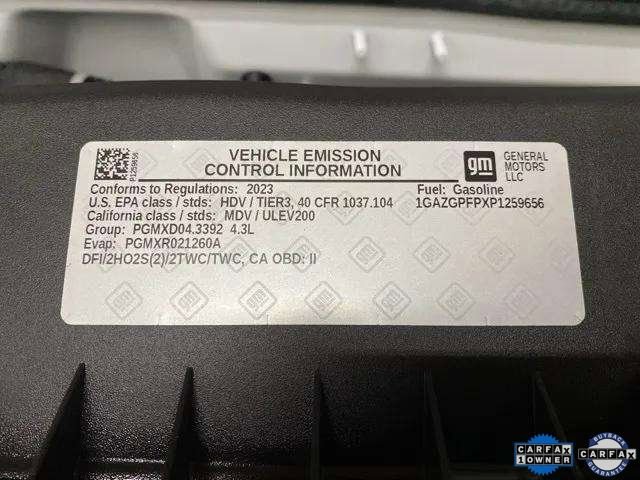 VEHICLE EMISSION
CONTROL INFORMATION
gm
GENERAL
MOTORS
LLC
P1259656
Conforms to Regulations: 2023
Fuel: Gasoline
U.S. EPA class / stds: HDV / TIER3, 40 CFR 1037.104
1GAZGPFPXP1259656
California class / stds: MDV / ULEV200
Group: PGMXD04.3392 4.3L
Evap: PGMXR021260A
DFI/2HO2S(2)/2TWC/TWC, CA OBD: II
CARFAX
1 OWNER
BUYBACK
CARFAX
GUARANTEE